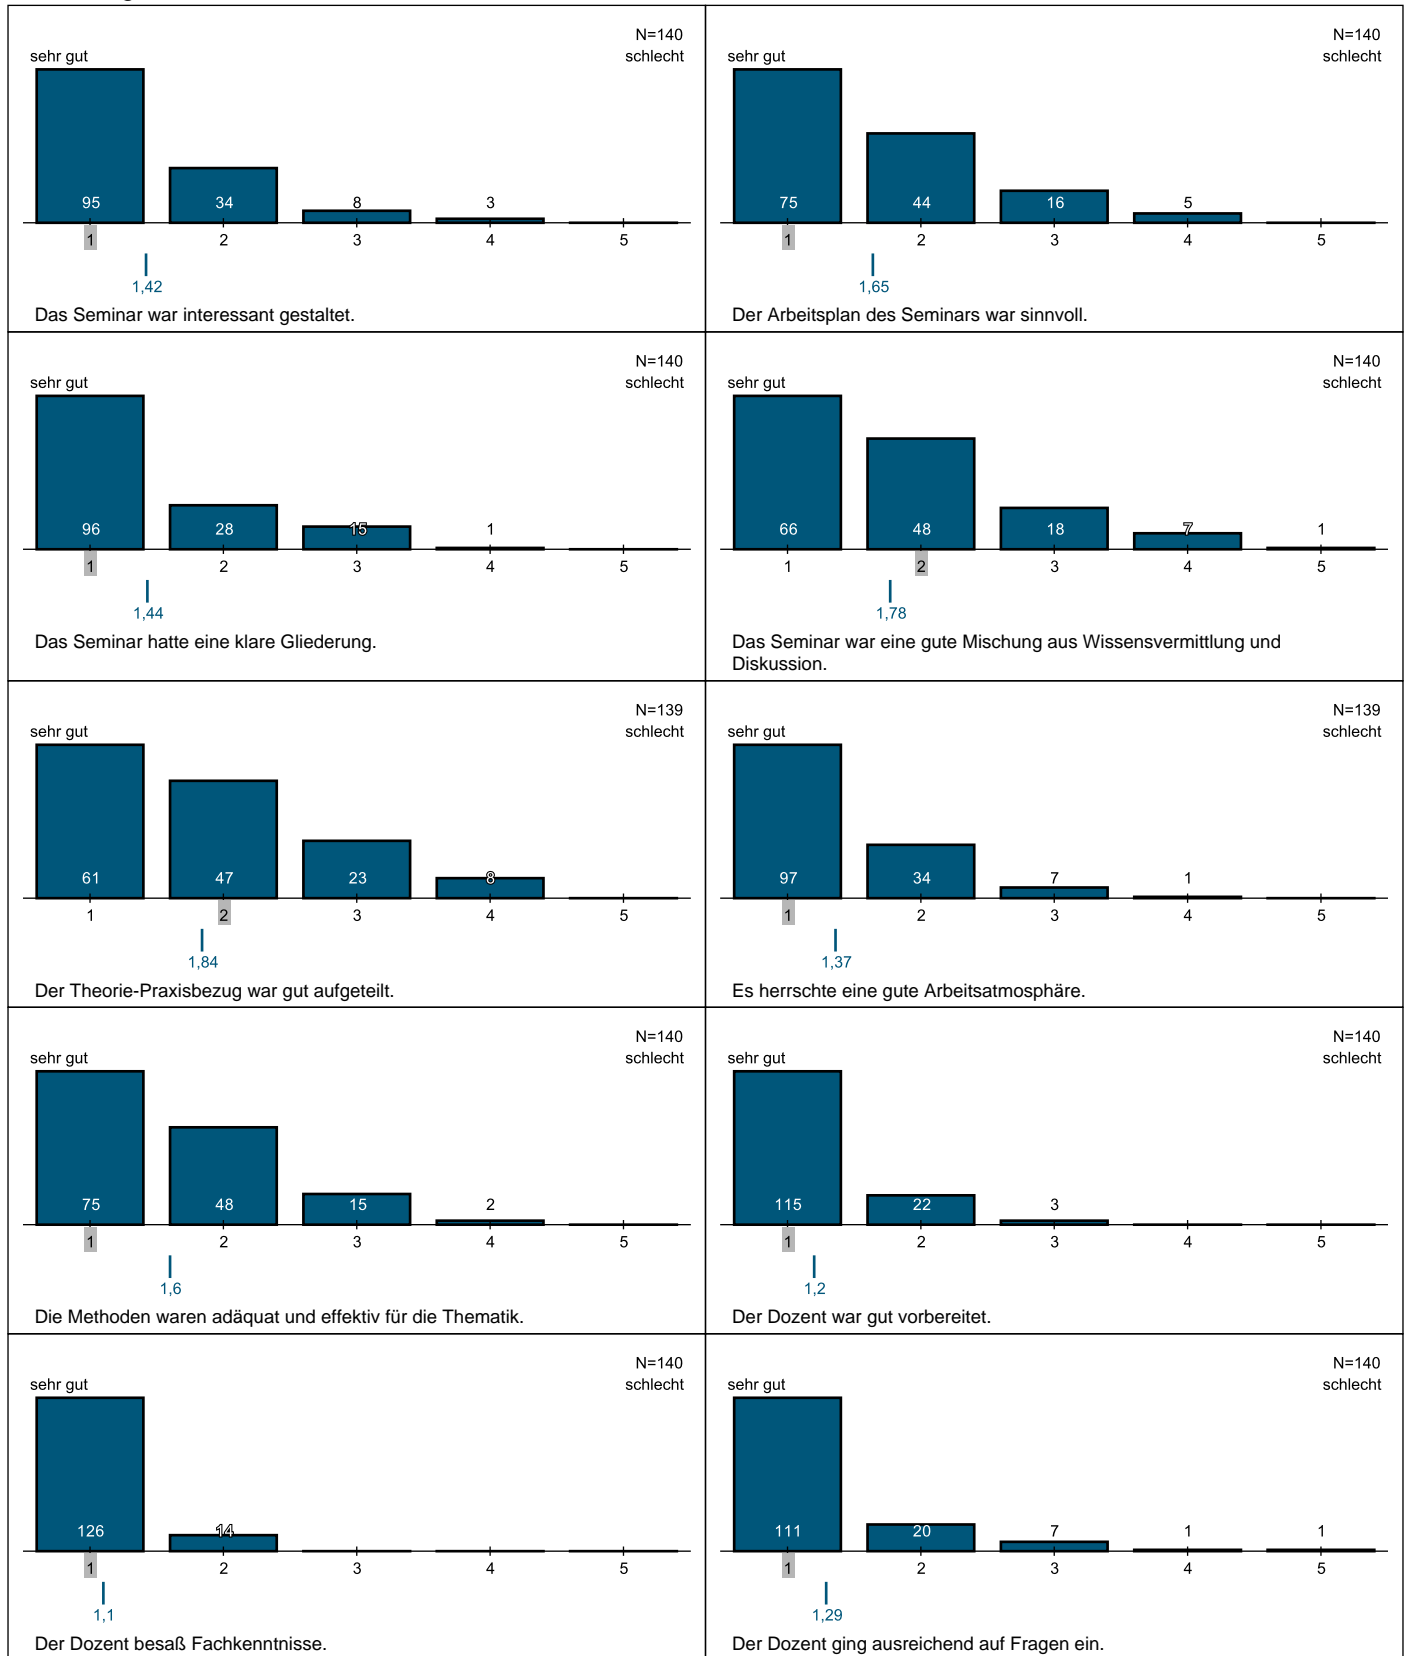 N=140
sehr gut schlecht
95 34 8 3
1 2 3 4 5
1,42
Das Seminar war interessant gestaltet.
N=140
sehr gut schlecht
75 44 16 5
1 2 3 4 5
1,65
Der Arbeitsplan des Seminars war sinnvoll.
N=140
sehr gut schlecht
96 28 15 1
1 2 3 4 5
1,44
Das Seminar hatte eine klare Gliederung.
N=140
sehr gut schlecht
66 48 18 7 1
1 2 3 4 5
1,78
Das Seminar war eine gute Mischung aus Wissensvermittlung und
Diskussion.
N=139
sehr gut schlecht
61 47 23 8
1 2 3 4 5
1,84
Der Theorie-Praxisbezug war gut aufgeteilt.
N=139
sehr gut schlecht
97 34 7 1
1 2 3 4 5
1,37
Es herrschte eine gute Arbeitsatmosphäre.
N=140
sehr gut schlecht
75 48 15 2
1 2 3 4 5
1,6
Die Methoden waren adäquat und effektiv für die Thematik.
N=140
sehr gut schlecht
115 22 3
1 2 3 4 5
1,2
Der Dozent war gut vorbereitet.
N=140
sehr gut schlecht
126 14
1 2 3 4 5
1,1
Der Dozent besaß Fachkenntnisse.
N=140
sehr gut schlecht
111 20 7 1 1
1 2 3 4 5
1,29
Der Dozent ging ausreichend auf Fragen ein.